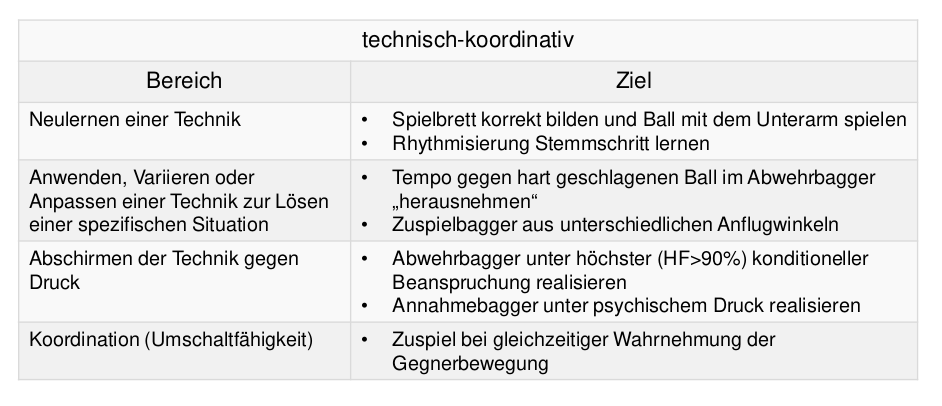 technisch-koordinativ
Bereich
Ziel
Neulernen einer Technik
• Spielbrett korrekt bilden und Ball mit dem Unterarm spielen
• Rhythmisierung Stemmschritt lernen
Anwenden, Variieren oder
Anpassen einer Technik zur Lösen
einer spezifischen Situation
• Tempo gegen hart geschlagenen Ball im Abwehrbagger
„herausnehmen“
• Zuspielbagger aus unterschiedlichen Anflugwinkeln
Abschirmen der Technik gegen
Druck
• Abwehrbagger unter höchster (HF>90%) konditioneller
Beanspruchung realisieren
• Annahmebagger unter psychischem Druck realisieren
Koordination (Umschaltfähigkeit)
• Zuspiel bei gleichzeitiger Wahrnehmung der
Gegnerbewegung